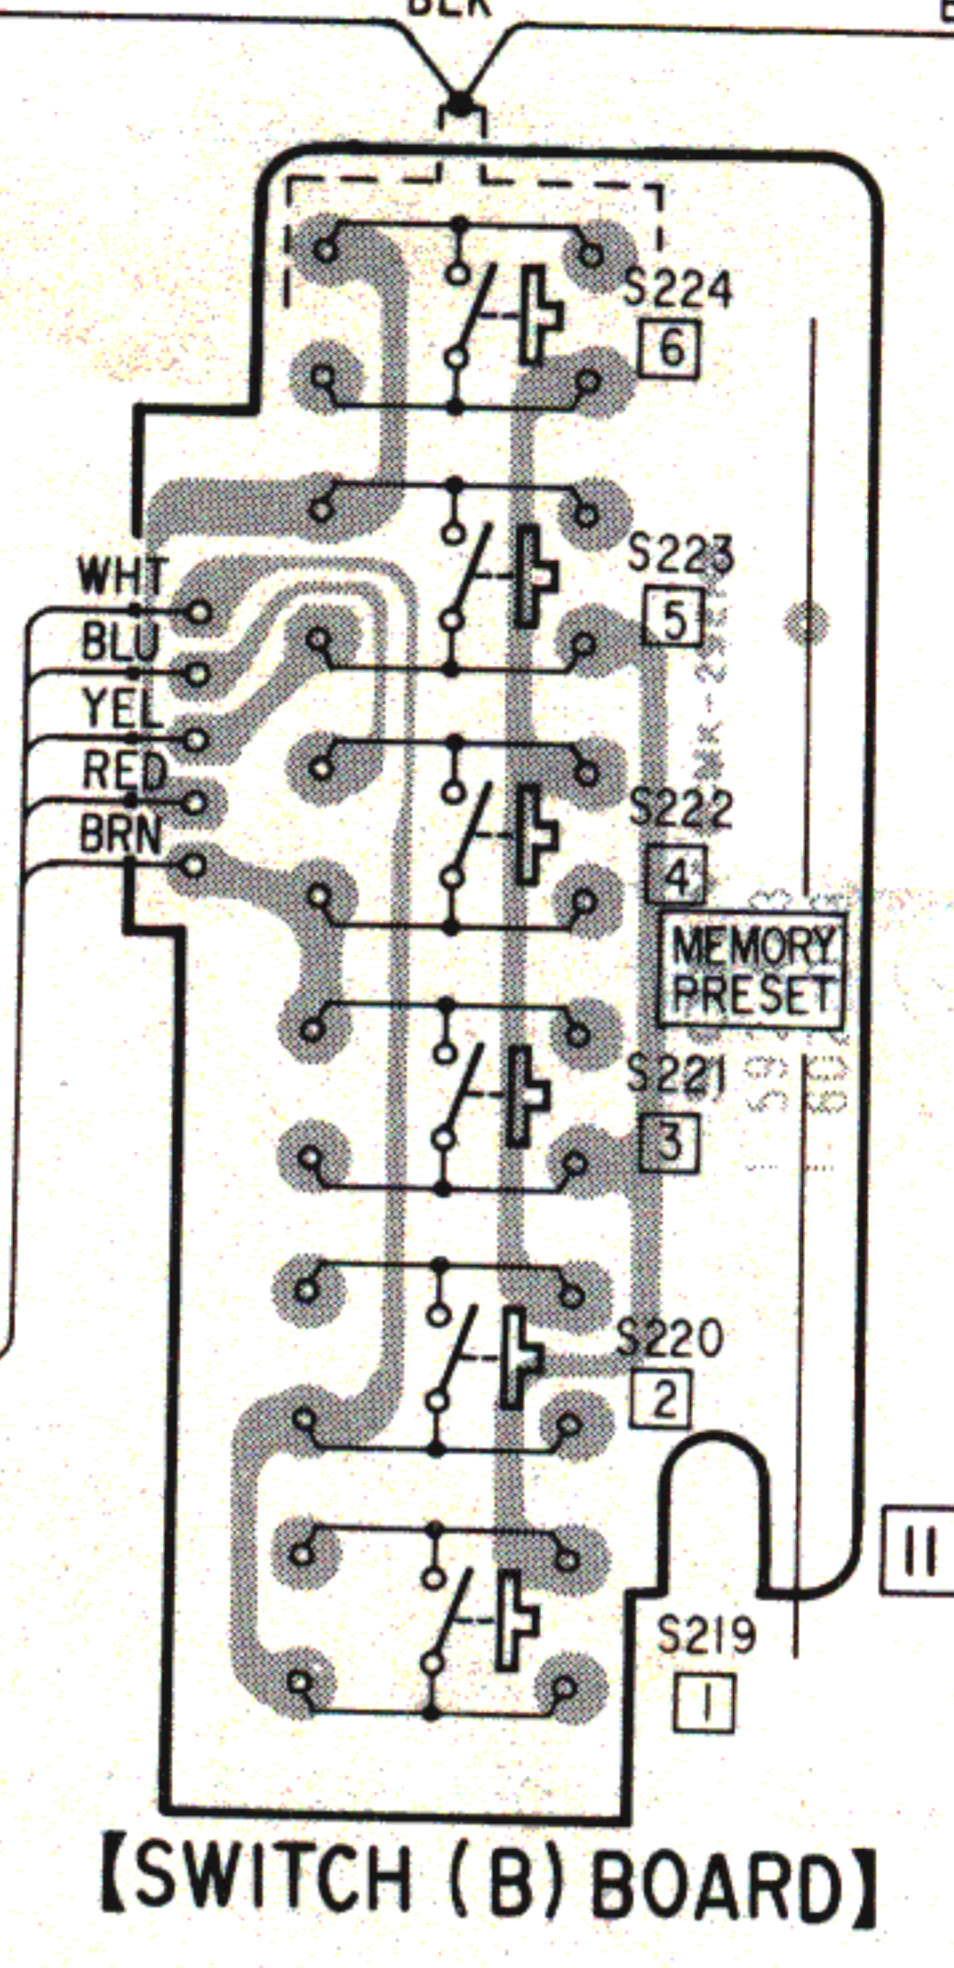 BLK
S224
6
S223
5
WHT
BLU
YEL
RED
BRN
S222
4
MEMORY
PRESET
S221
3
S220
2
11
S219
1
【SWITCH (B) BOARD】